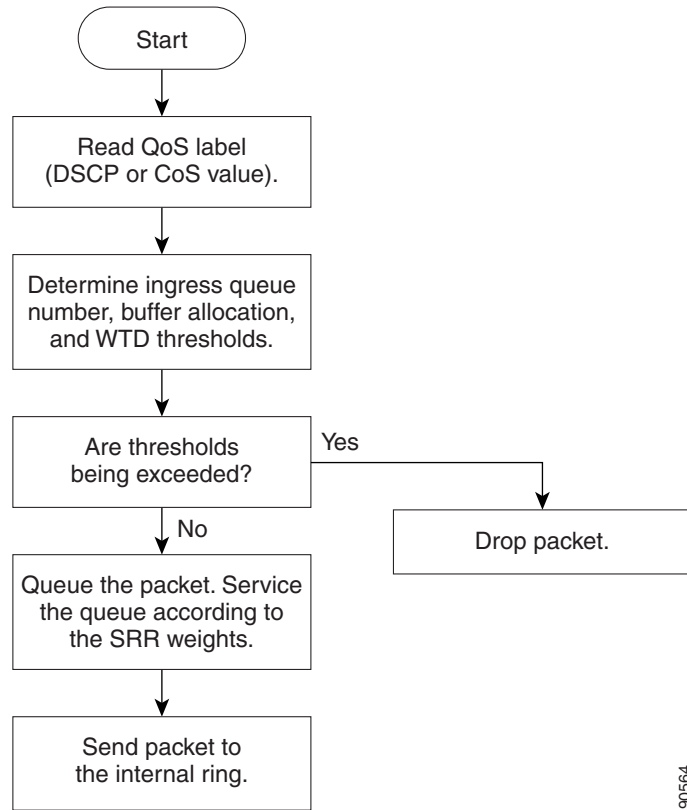 Start
Read QoS label
(DSCP or CoS value).
Determine ingress queue
number, buffer allocation,
and WTD thresholds.
Are thresholds
being exceeded?
Yes
No
Drop packet.
Queue the packet. Service
the queue according to
the SRR weights.
Send packet to
the internal ring.
90564